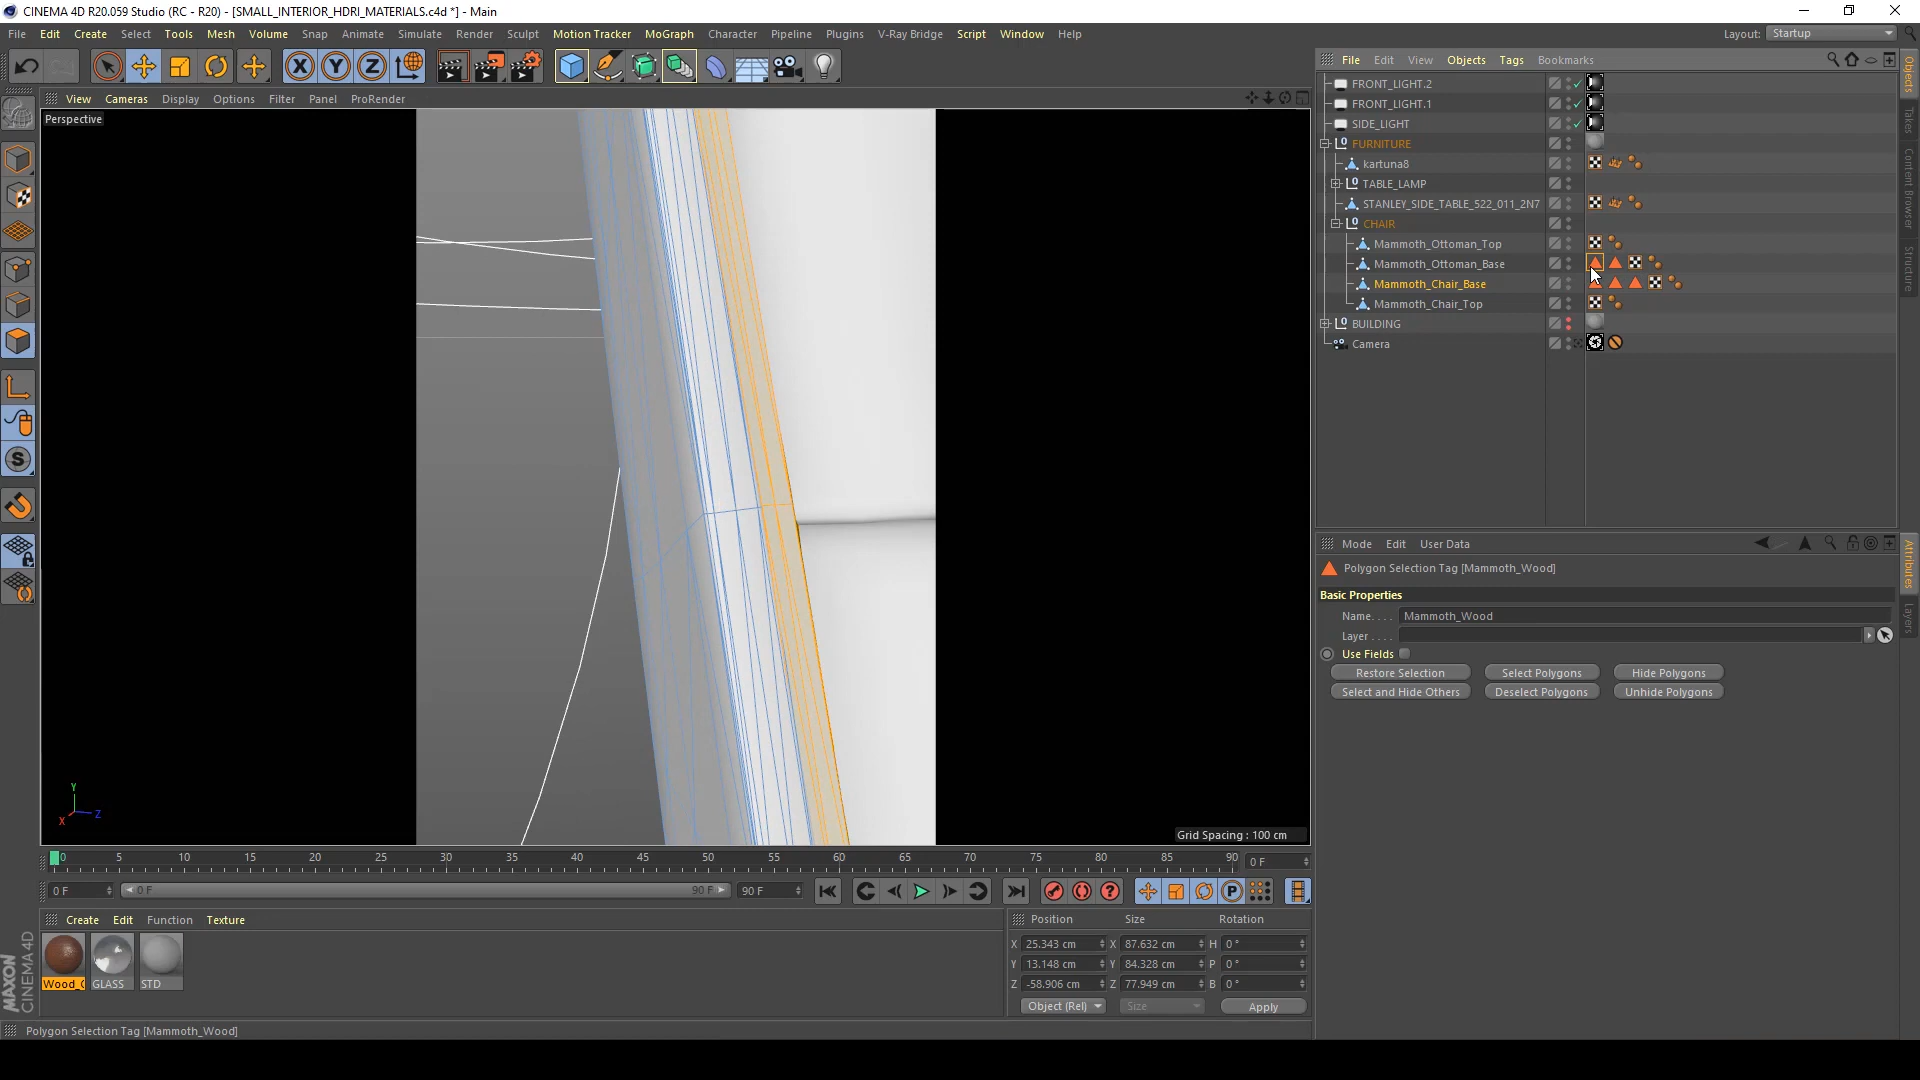 CINEMA 4D R20.059 Studio (RC - R20) - [SMALL_INTERIOR_HDRI_MATERIALS.c4d *] - Main
File Edit Create Select Tools Mesh Volume Snap Animate Simulate Render Sculpt Motion Tracker MoGraph Character Pipeline Plugins V-Ray Bridge Script Window Help Layout: Startup
File Edit View Objects Tags Bookmarks
View Cameras Display Options Filter Panel ProRender
Perspective
FRONT_LIGHT.2
FRONT_LIGHT.1
SIDE_LIGHT
FURNITURE
kartuna8
TABLE_LAMP
STANLEY_SIDE_TABLE_522_011_2N7
CHAIR
Mammoth_Ottoman_Top
Mammoth_Ottoman_Base
Mammoth_Chair_Base
Mammoth_Chair_Top
BUILDING
Camera
Objects
Takes
Content Browser
Structure
Mode Edit User Data
Polygon Selection Tag [Mammoth_Wood]
Basic Properties
Name. . . . Mammoth_Wood
Layer . . . .
Use Fields
Restore Selection Select Polygons Hide Polygons
Select and Hide Others Deselect Polygons Unhide Polygons
Attributes
Layers
Y
Z
X
Grid Spacing : 100 cm
0 5 10 15 20 25 30 35 40 45 50 55 60 65 70 75 80 85 90 0 F
0 F 0 F 90 F 90 F
Create Edit Function Texture
Wood_ GLASS STD
Position Size Rotation
X 25.343 cm X 87.632 cm H 0 °
Y 13.148 cm Y 84.328 cm P 0 °
Z -58.906 cm Z 77.949 cm B 0 °
Object (Rel) Size Apply
MAXON
CINEMA 4D
Polygon Selection Tag [Mammoth_Wood]